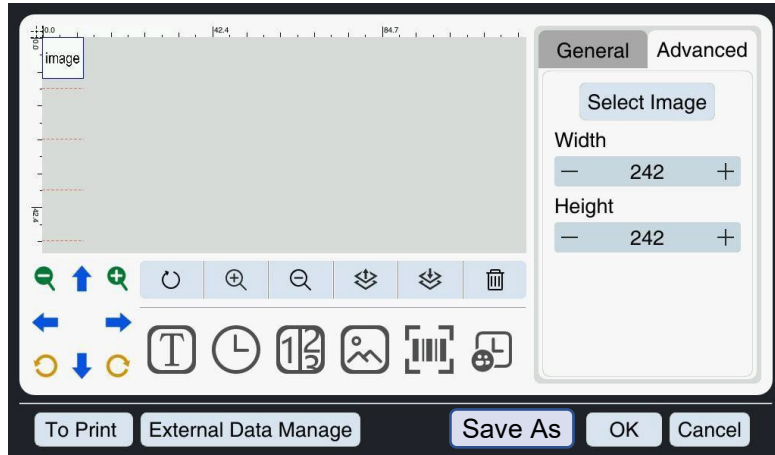 0.0 42.4 84.7
0.0
image
42.4
General Advanced
Select Image
Width
242
Height
242
T
123
To Print External Data Manage Save As OK Cancel